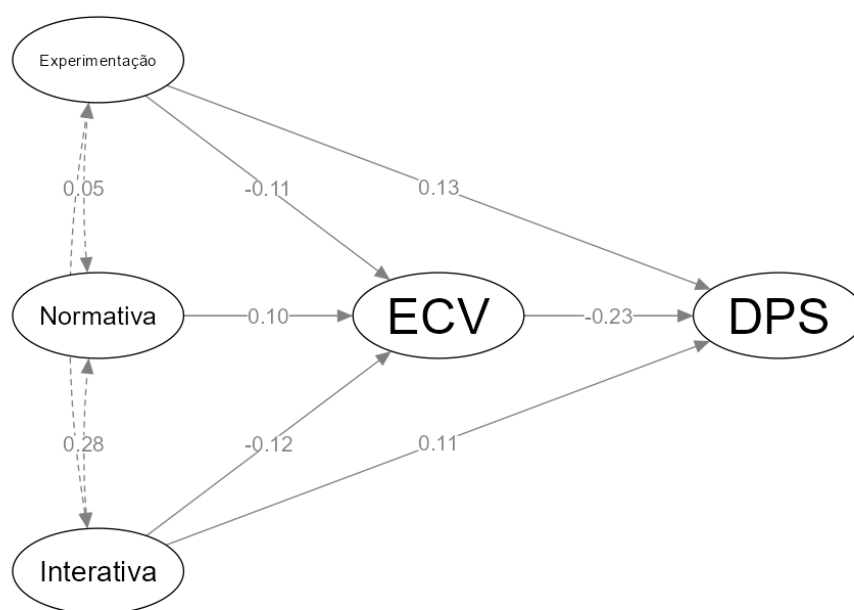 Experimentação
0.05
-0.11
0.13
Normativa
0.10
ECV
-0.23
DPS
0.28
-0.12
0.11
Interativa